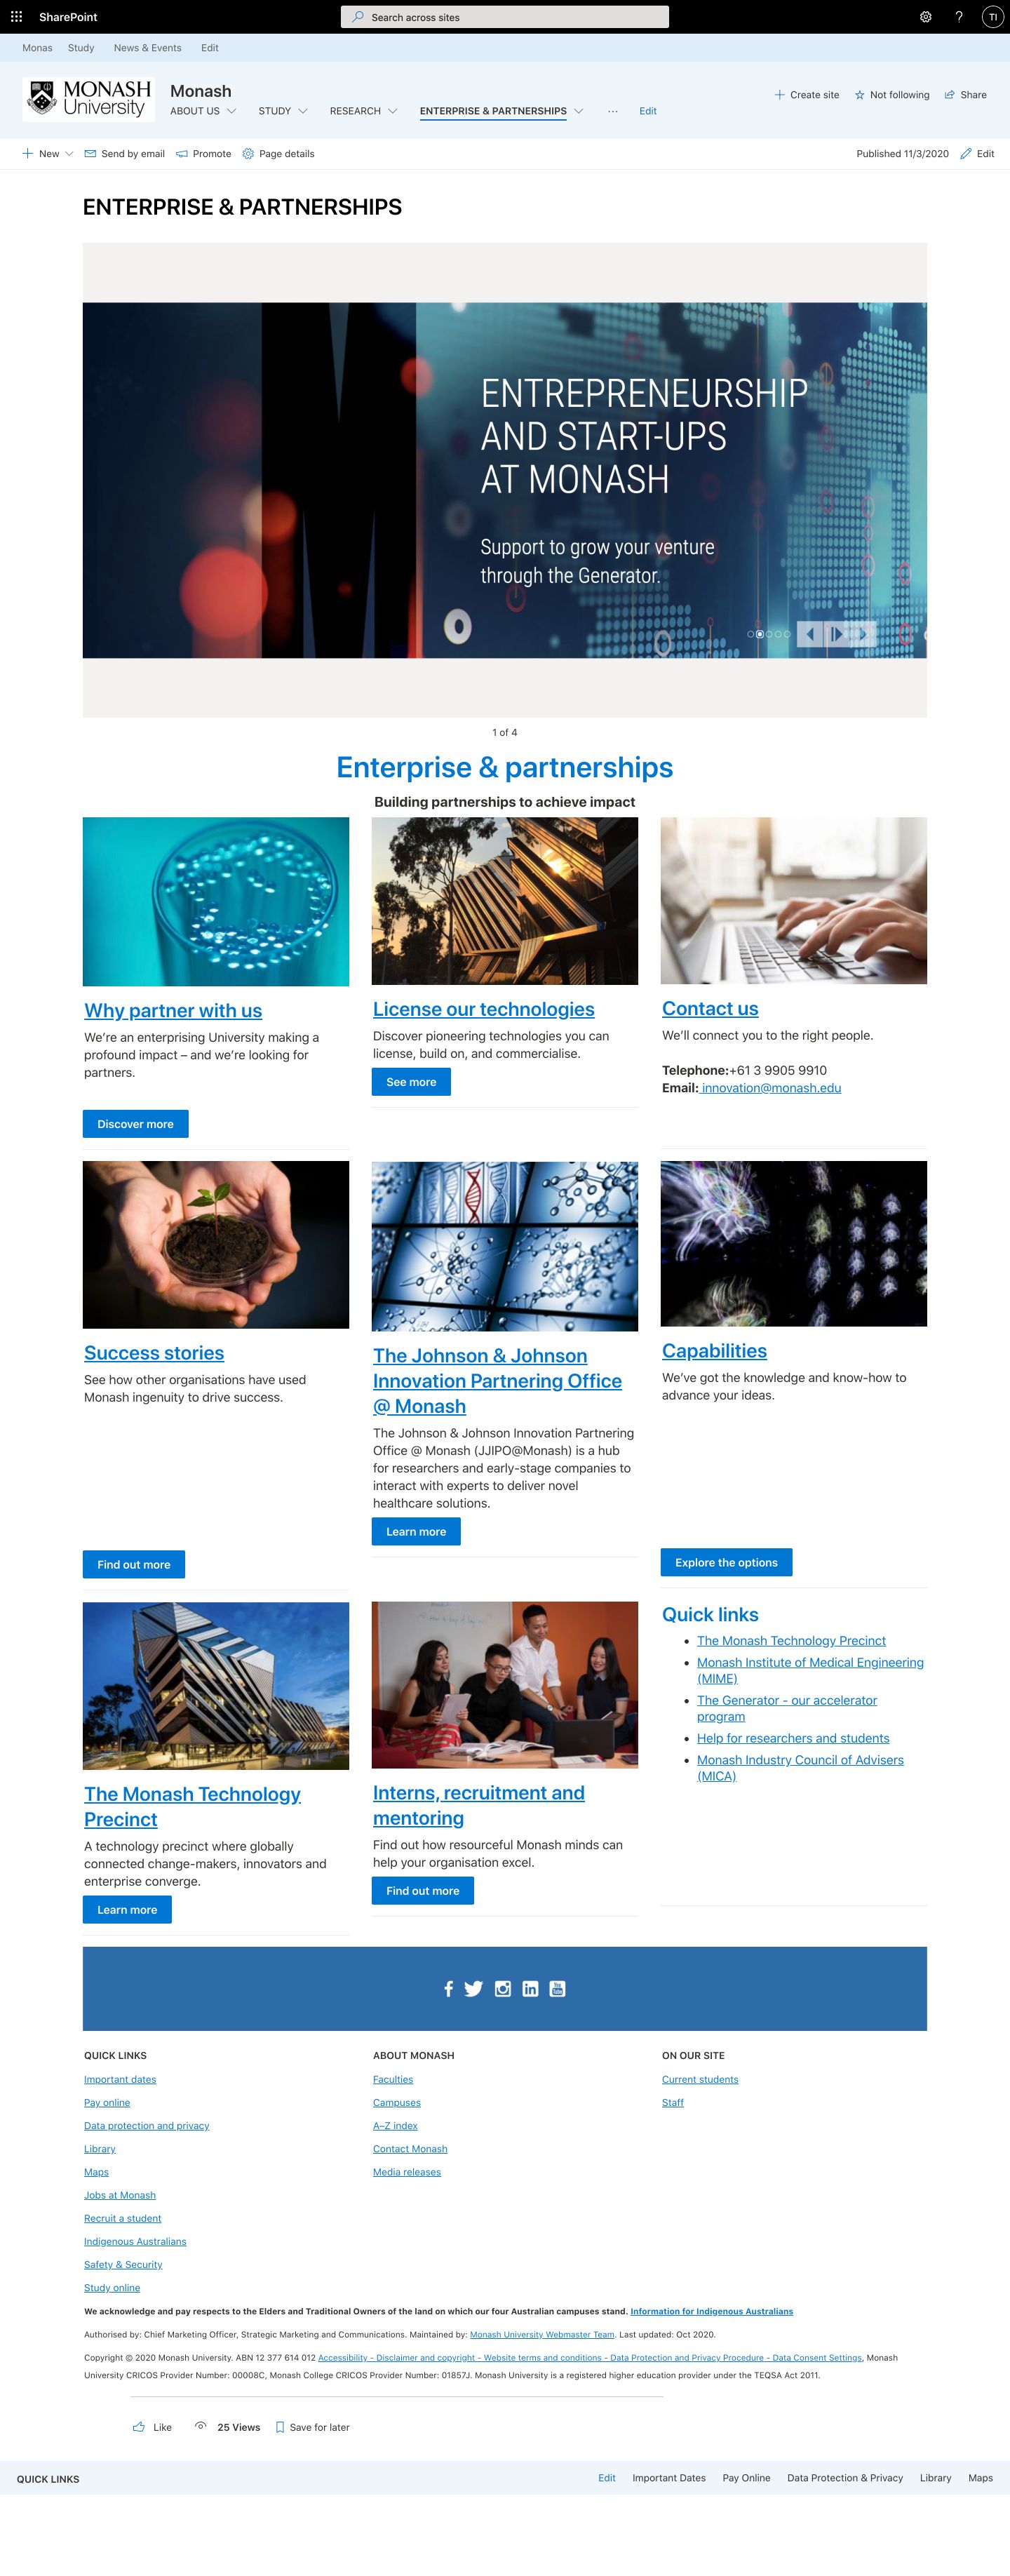 SharePoint
Search across sites
TI
Monas Study News & Events Edit
MONASH
University
Monash
ABOUT US STUDY RESEARCH ENTERPRISE & PARTNERSHIPS ... Edit
Create site Not following Share
New Send by email Promote Page details
Published 11/3/2020 Edit
ENTERPRISE & PARTNERSHIPS
ENTREPRENEURSHIP
AND START-UPS
AT MONASH
Support to grow your venture
through the Generator.
1 of 4
Enterprise & partnerships
Building partnerships to achieve impact
Why partner with us
We're an enterprising University making a
profound impact – and we're looking for
partners.
Discover more
License our technologies
Discover pioneering technologies you can
license, build on, and commercialise.
See more
Contact us
We'll connect you to the right people.
Telephone:+61 3 9905 9910
Email: innovation@monash.edu
Success stories
See how other organisations have used
Monash ingenuity to drive success.
Find out more
The Johnson & Johnson
Innovation Partnering Office
@ Monash
The Johnson & Johnson Innovation Partnering
Office @ Monash (JJIPO@Monash) is a hub
for researchers and early-stage companies to
interact with experts to deliver novel
healthcare solutions.
Learn more
Capabilities
We've got the knowledge and know-how to
advance your ideas.
Explore the options
The Monash Technology
Precinct
A technology precinct where globally
connected change-makers, innovators and
enterprise converge.
Learn more
Interns, recruitment and
mentoring
Find out how resourceful Monash minds can
help your organisation excel.
Find out more
Quick links
The Monash Technology Precinct
Monash Institute of Medical Engineering
(MIME)
The Generator - our accelerator
program
Help for researchers and students
Monash Industry Council of Advisers
(MICA)
QUICK LINKS
Important dates
Pay online
Data protection and privacy
Library
Maps
Jobs at Monash
Recruit a student
Indigenous Australians
Safety & Security
Study online
ABOUT MONASH
Faculties
Campuses
A–Z index
Contact Monash
Media releases
ON OUR SITE
Current students
Staff
We acknowledge and pay respects to the Elders and Traditional Owners of the land on which our four Australian campuses stand. Information for Indigenous Australians
Authorised by: Chief Marketing Officer, Strategic Marketing and Communications. Maintained by: Monash University Webmaster Team. Last updated: Oct 2020.
Copyright © 2020 Monash University. ABN 12 377 614 012 Accessibility - Disclaimer and copyright - Website terms and conditions - Data Protection and Privacy Procedure - Data Consent Settings, Monash
University CRICOS Provider Number: 00008C, Monash College CRICOS Provider Number: 01857J. Monash University is a registered higher education provider under the TEQSA Act 2011.
Like 25 Views Save for later
QUICK LINKS
Edit Important Dates Pay Online Data Protection & Privacy Library Maps